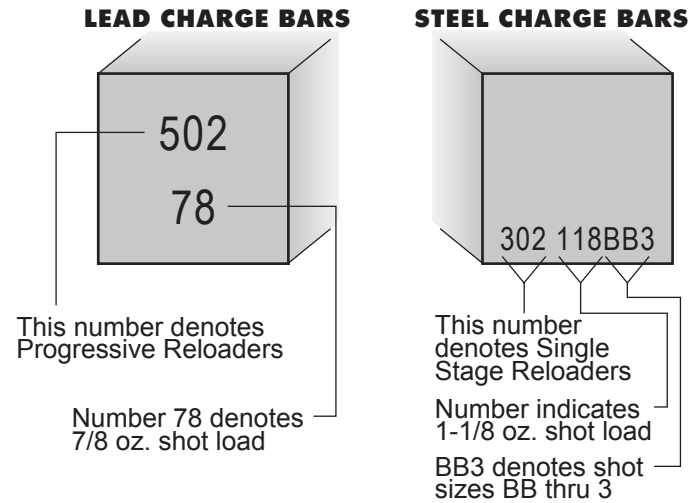 LEAD CHARGE BARS
502
78
This number denotes
Progressive Reloaders
Number 78 denotes
7/8 oz. shot load
STEEL CHARGE BARS
302 118BB3
This number
denotes Single
Stage Reloaders
Number indicates
1-1/8 oz. shot load
BB3 denotes shot
sizes BB thru 3